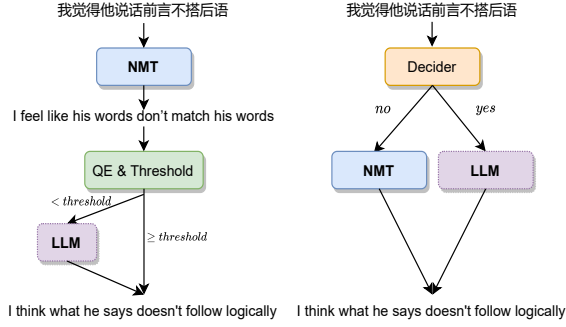 我觉得他说话前言不搭后语
NMT
I feel like his words don't match his words
QE & Threshold
< threshold
≥ threshold
LLM
I think what he says doesn't follow logically
我觉得他说话前言不搭后语
Decider
no
yes
NMT
LLM
I think what he says doesn't follow logically